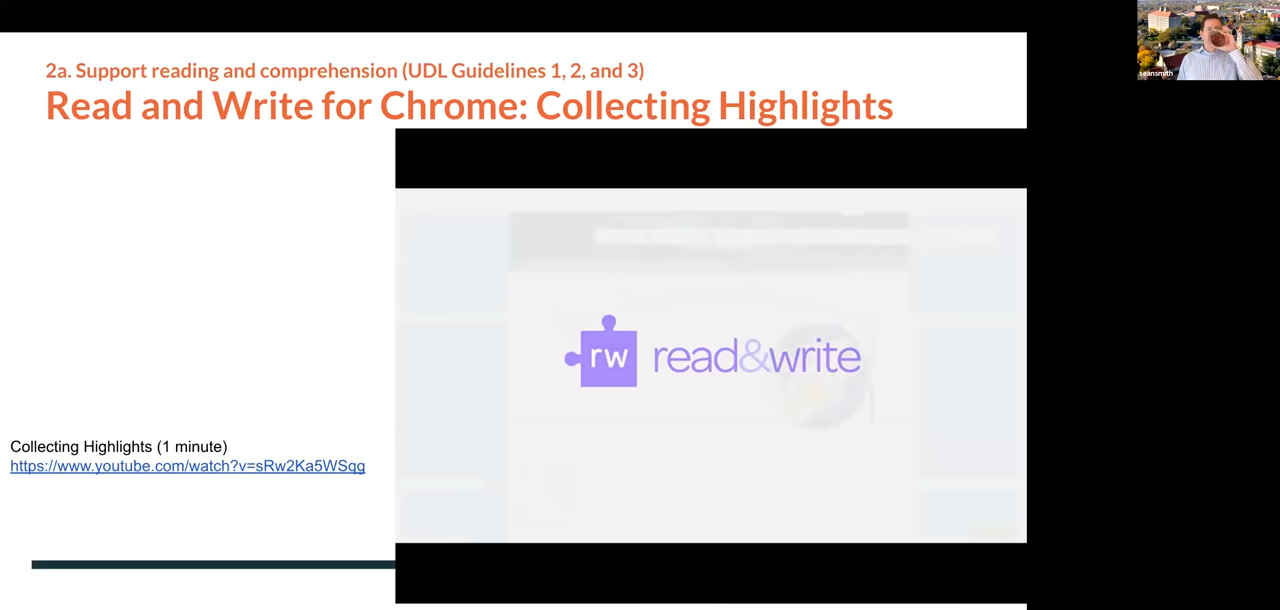 2a. Support reading and comprehension (UDL Guidelines 1, 2, and 3)
Read and Write for Chrome: Collecting Highlights
rw read&write
Collecting Highlights (1 minute)
https://www.youtube.com/watch?v=sRw2Ka5WSqg
seansmith